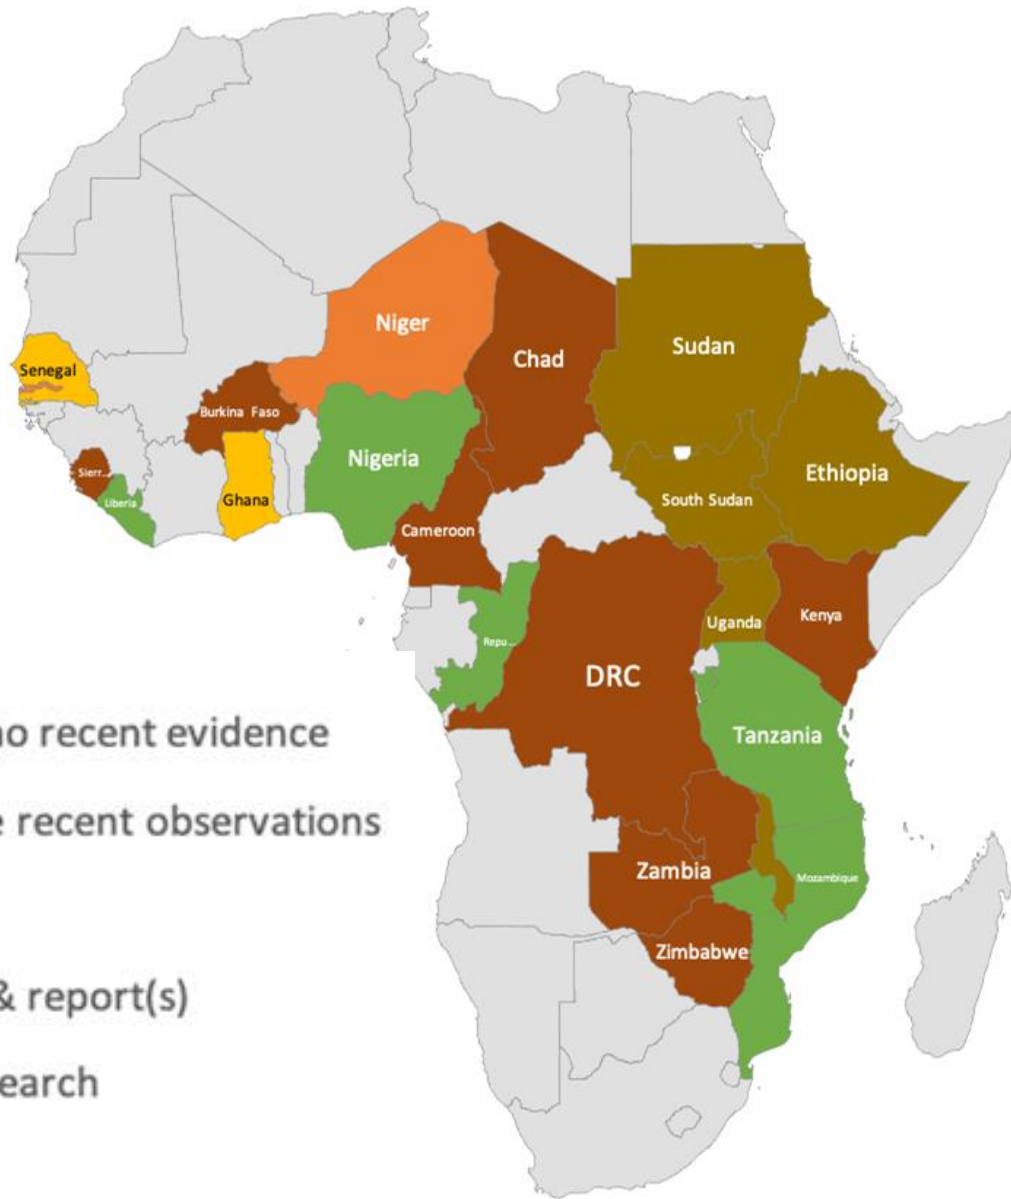 Niger
Chad
Sudan
Senegal
Burkina Faso
Nigeria
Ethiopia
Sierr...
Liberia
Ghana
South Sudan
Cameroon
Kenya
Uganda
Repu...
DRC
no recent evidence
Tanzania
e recent observations
Zambia
Mozambique
Zimbabwe
& report(s)
earch